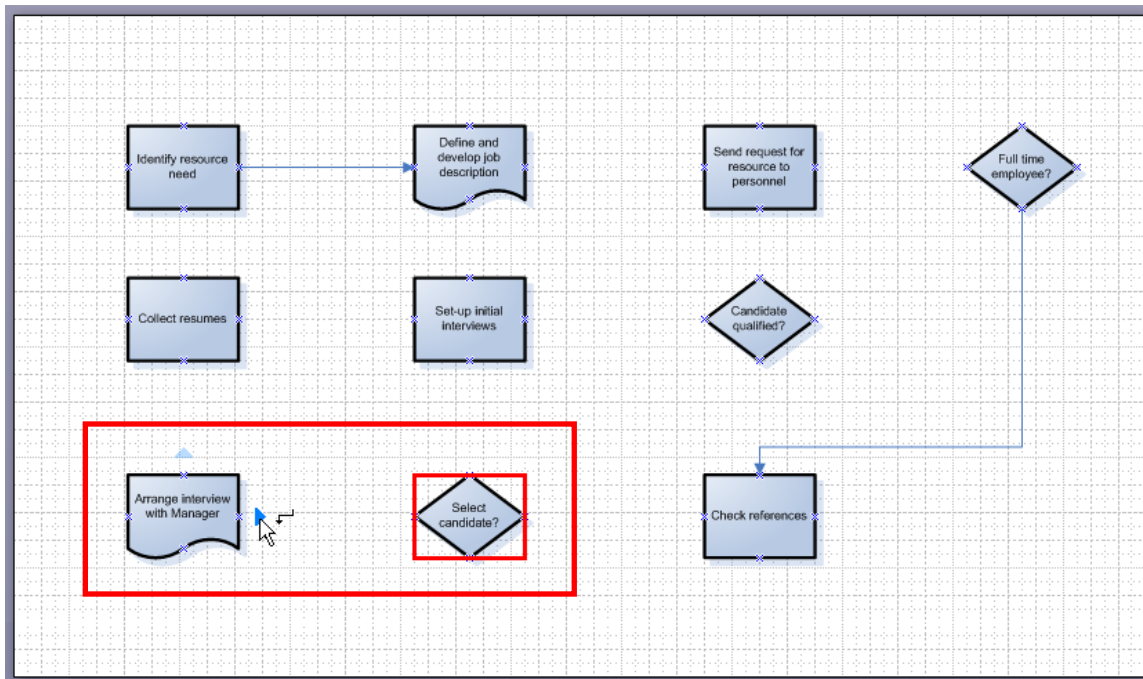 Identify resource
need
Define and
develop job
description
Send request for
resource to
personnel
Full time
employee?
Collect resumes
Set-up initial
interviews
Candidate
qualified?
Arrange interview
with Manager
Select
candidate?
Check references